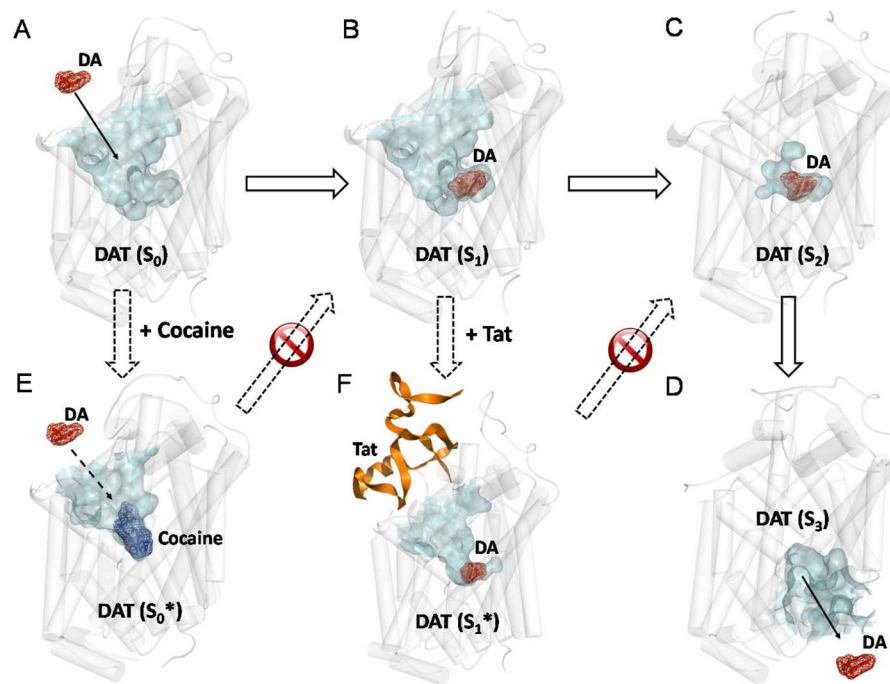 A
DA
DAT (S₀)
B
DA
DAT (S₁)
C
DA
DAT (S₂)
+ Cocaine
+ Tat
E
DA
Cocaine
DAT (S₀*)
F
Tat
DA
DAT (S₁*)
D
DAT (S₃)
DA